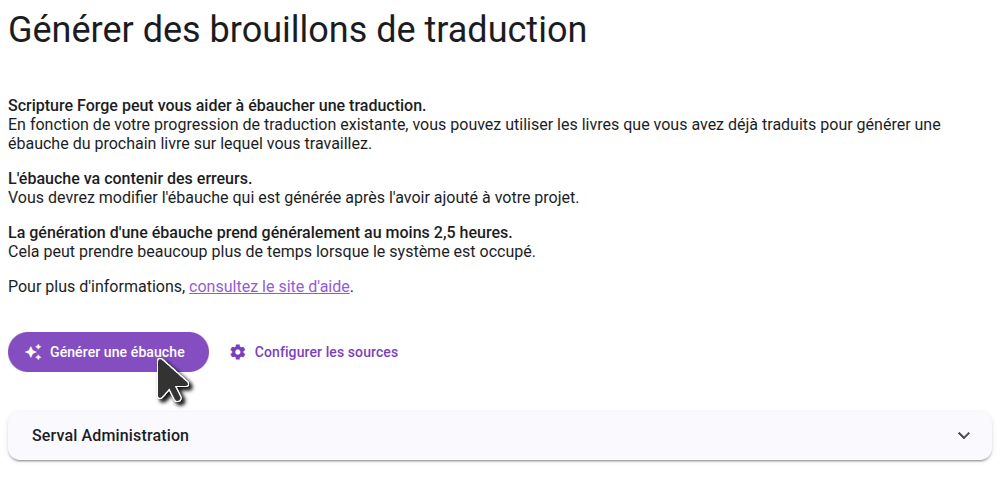 Générer des brouillons de traduction
Scripture Forge peut vous aider à ébaucher une traduction.
En fonction de votre progression de traduction existante, vous pouvez utiliser les livres que vous avez déjà traduits pour générer une
ébauche du prochain livre sur lequel vous travaillez.
L'ébauche va contenir des erreurs.
Vous devrez modifier l'ébauche qui est générée après l'avoir ajouté à votre projet.
La génération d'une ébauche prend généralement au moins 2,5 heures.
Cela peut prendre beaucoup plus de temps lorsque le système est occupé.
Pour plus d'informations, consultez le site d'aide.
Générer une ébauche
Configurer les sources
Serval Administration